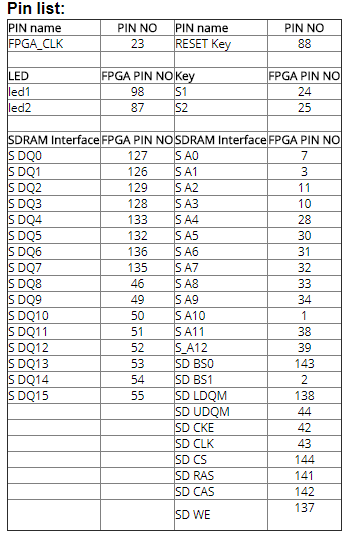 Pin list:
PIN name PIN NO PIN name PIN NO
FPGA_CLK 23 RESET Key 88
LED FPGA PIN NO Key FPGA PIN NO
led1 98 S1 24
led2 87 S2 25
SDRAM Interface FPGA PIN NO SDRAM Interface FPGA PIN NO
S DQ0 127 S A0 7
S DQ1 126 S A1 3
S DQ2 129 S A2 11
S DQ3 128 S A3 10
S DQ4 133 S A4 28
S DQ5 132 S A5 30
S DQ6 136 S A6 31
S DQ7 135 S A7 32
S DQ8 46 S A8 33
S DQ9 49 S A9 34
S DQ10 50 S A10 1
S DQ11 51 S A11 38
S DQ12 52 S_A12 39
S DQ13 53 SD BS0 143
S DQ14 54 SD BS1 2
S DQ15 55 SD LDQM 138
SD UDQM 44
SD CKE 42
SD CLK 43
SD CS 144
SD RAS 141
SD CAS 142
SD WE 137